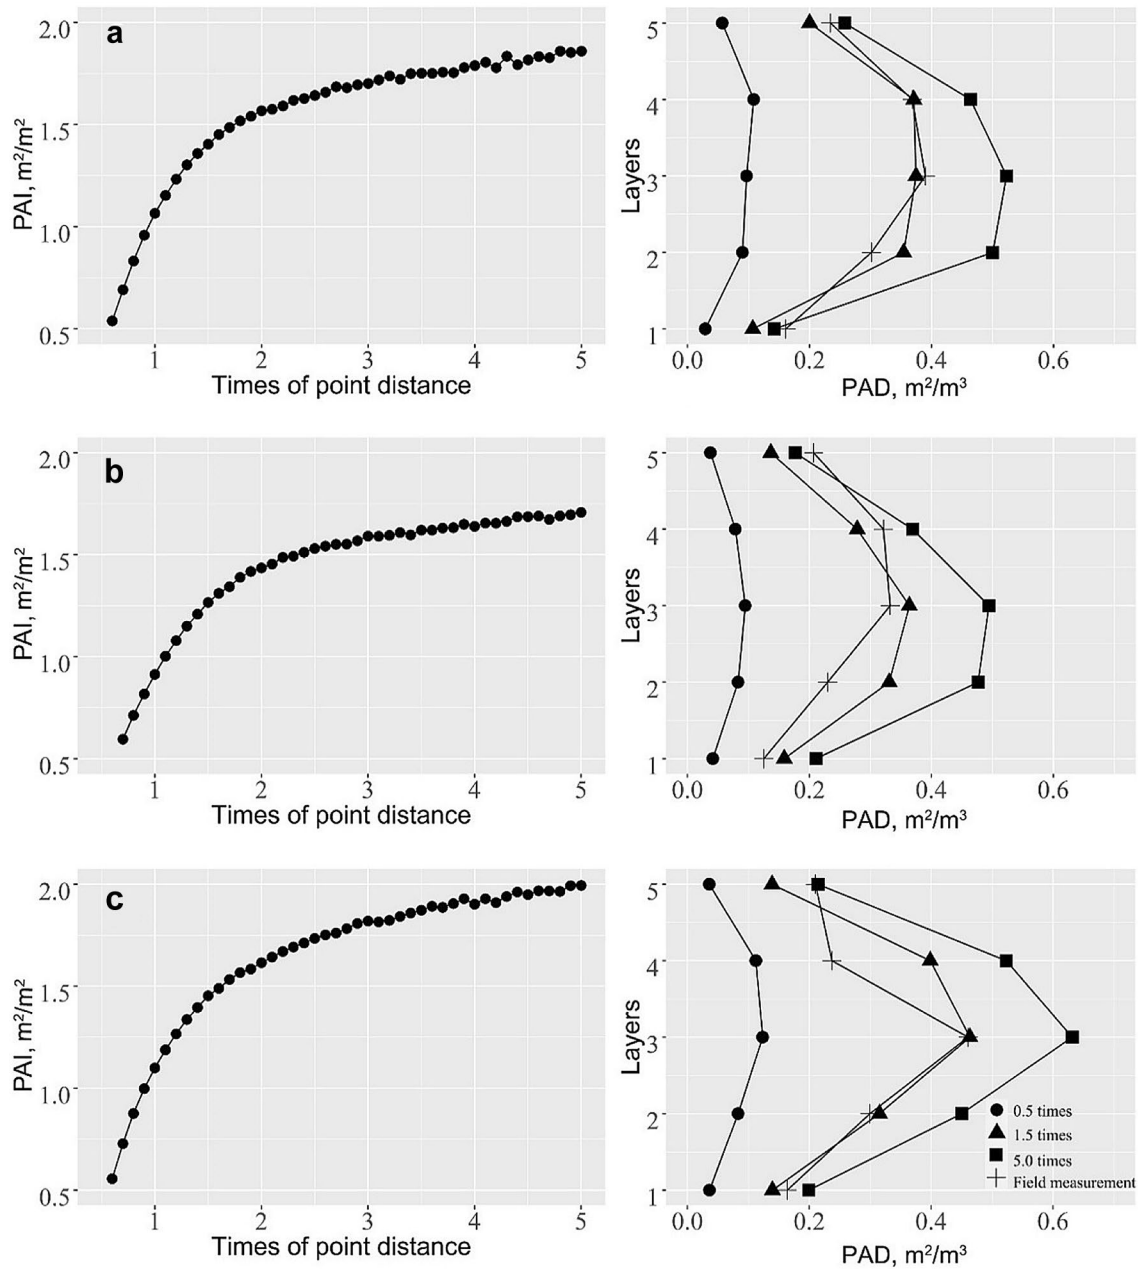 a
2.0
1.5
1.0
0.5
PAI, m²/m²
1 2 3 4 5
Times of point distance
5
4
3
2
1
Layers
0.0 0.2 0.4 0.6
PAD, m²/m³
b
2.0
1.5
1.0
0.5
PAI, m²/m²
1 2 3 4 5
Times of point distance
5
4
3
2
1
Layers
0.0 0.2 0.4 0.6
PAD, m²/m³
c
2.0
1.5
1.0
0.5
PAI, m²/m²
1 2 3 4 5
Times of point distance
5
4
3
2
1
Layers
0.5 times
1.5 times
5.0 times
Field measurement
0.0 0.2 0.4 0.6
PAD, m²/m³